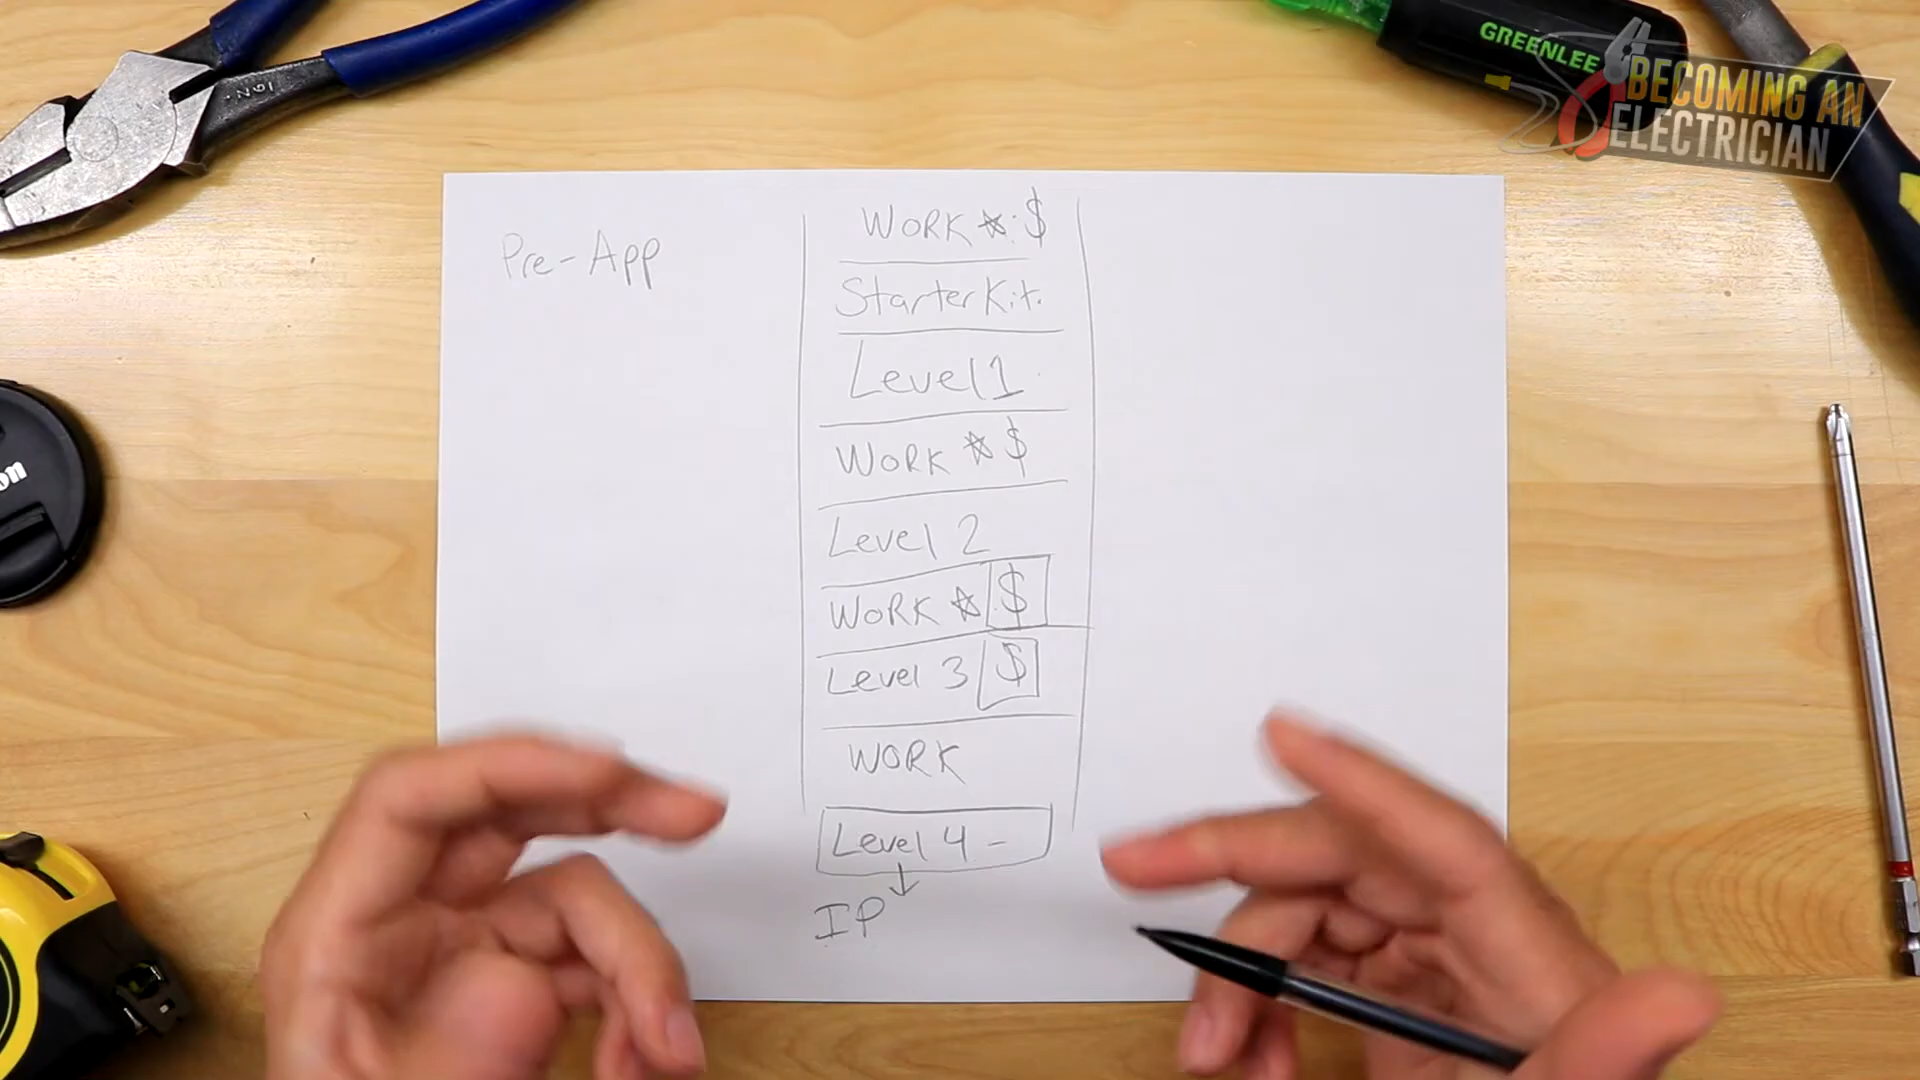 GREENLEE
BECOMING AN
ELECTRICIAN
Pre-App
WORK * $
Starter Kit.
Level 1
WORK * $
Level 2
WORK * $
Level 3 $
WORK
Level 4 -
↓
IP